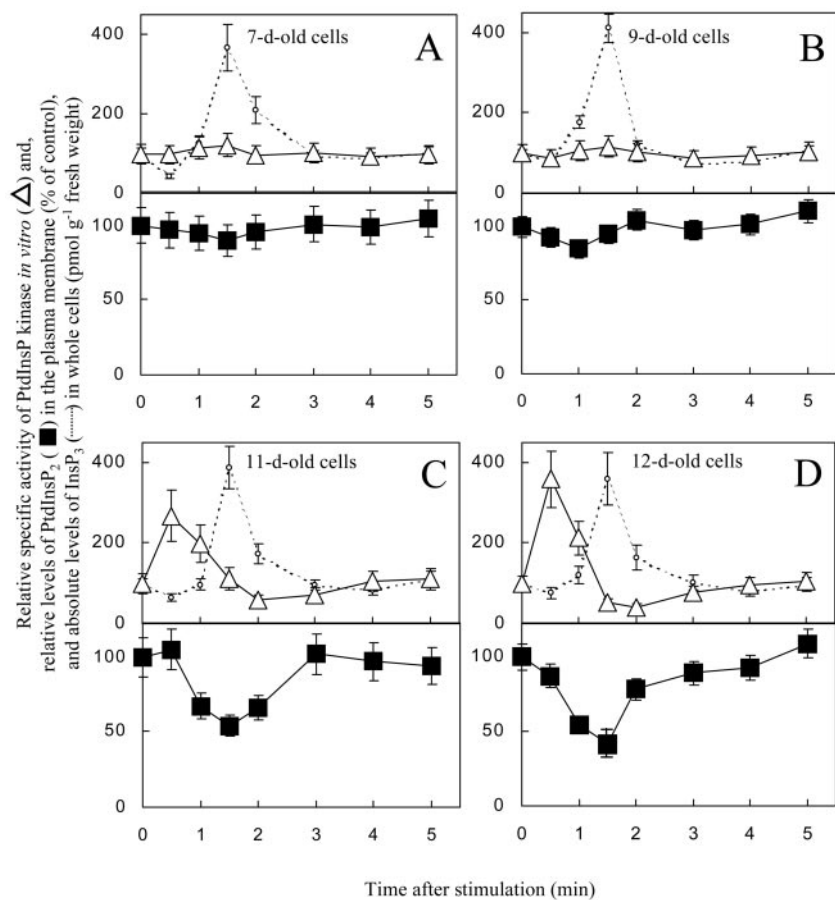 Relative specific activity of PtdInsP kinase in vitro (△) and,
relative levels of PtdInsP₂ (■) in the plasma membrane (% of control),
and absolute levels of InsP₃ (┈┈) in whole cells (pmol g⁻¹ fresh weight)
7-d-old cells
A
400
200
0
100
50
0
0 1 2 3 4 5
9-d-old cells
B
400
200
0
100
50
0
0 1 2 3 4 5
11-d-old cells
C
400
200
0
100
50
0
0 1 2 3 4 5
12-d-old cells
D
400
200
0
100
50
0
0 1 2 3 4 5
Time after stimulation (min)